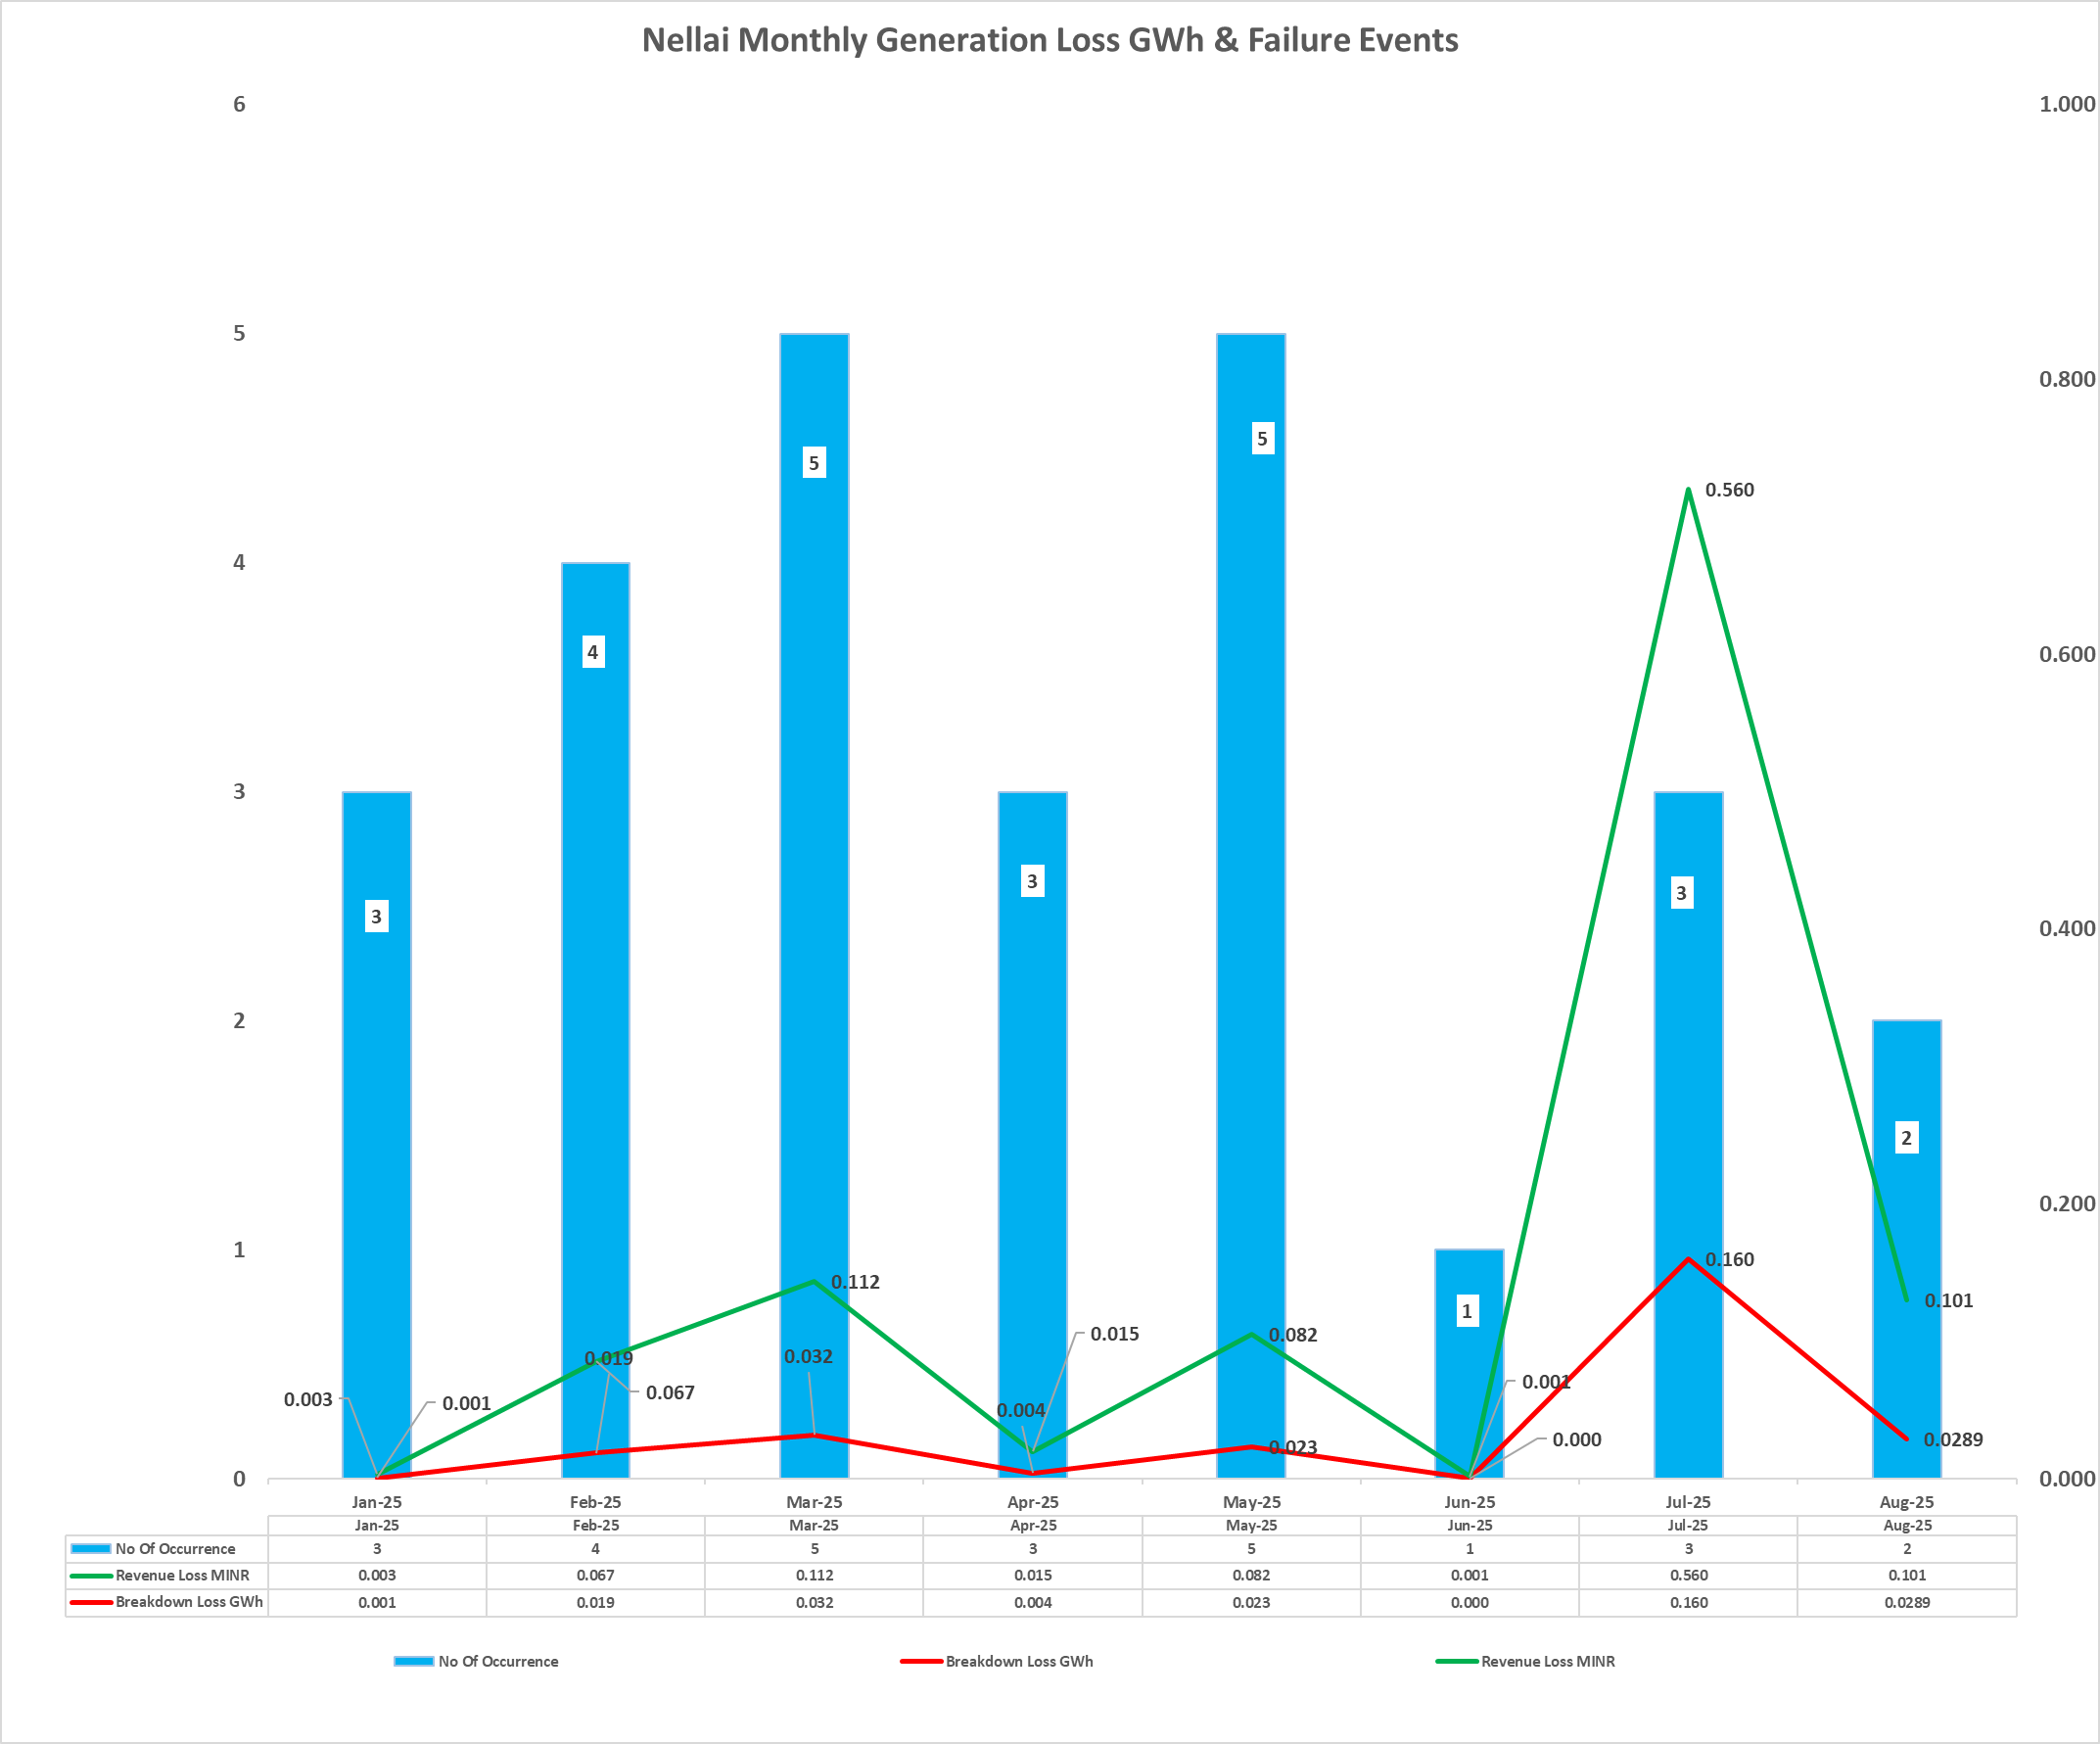 Nellai Monthly Generation Loss GWh & Failure Events
6 1.000
5 0.800
4 0.600
3 0.400
2 0.200
1
0 0.000
3 4 5 3 5 1 3 2
0.003 0.067 0.112 0.015 0.082 0.001 0.560 0.101
0.001 0.019 0.032 0.004 0.023 0.000 0.160 0.0289
Jan-25 Feb-25 Mar-25 Apr-25 May-25 Jun-25 Jul-25 Aug-25
Jan-25 Feb-25 Mar-25 Apr-25 May-25 Jun-25 Jul-25 Aug-25
No Of Occurrence 3 4 5 3 5 1 3 2
Revenue Loss MINR 0.003 0.067 0.112 0.015 0.082 0.001 0.560 0.101
Breakdown Loss GWh 0.001 0.019 0.032 0.004 0.023 0.000 0.160 0.0289
No Of Occurrence Breakdown Loss GWh Revenue Loss MINR